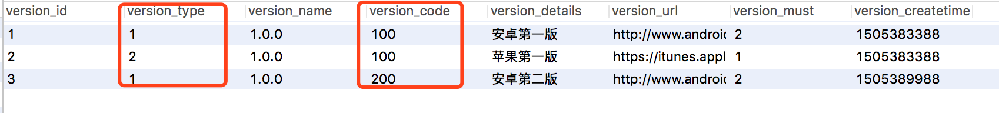 version_id version_type version_name version_code version_details version_url version_must version_createtime
1 1 1.0.0 100 安卓第一版 http://www.androi 2 1505383388
2 2 1.0.0 100 苹果第一版 https://itunes.appl 1 1505383388
3 1 1.0.0 200 安卓第二版 http://www.androi 2 1505389988